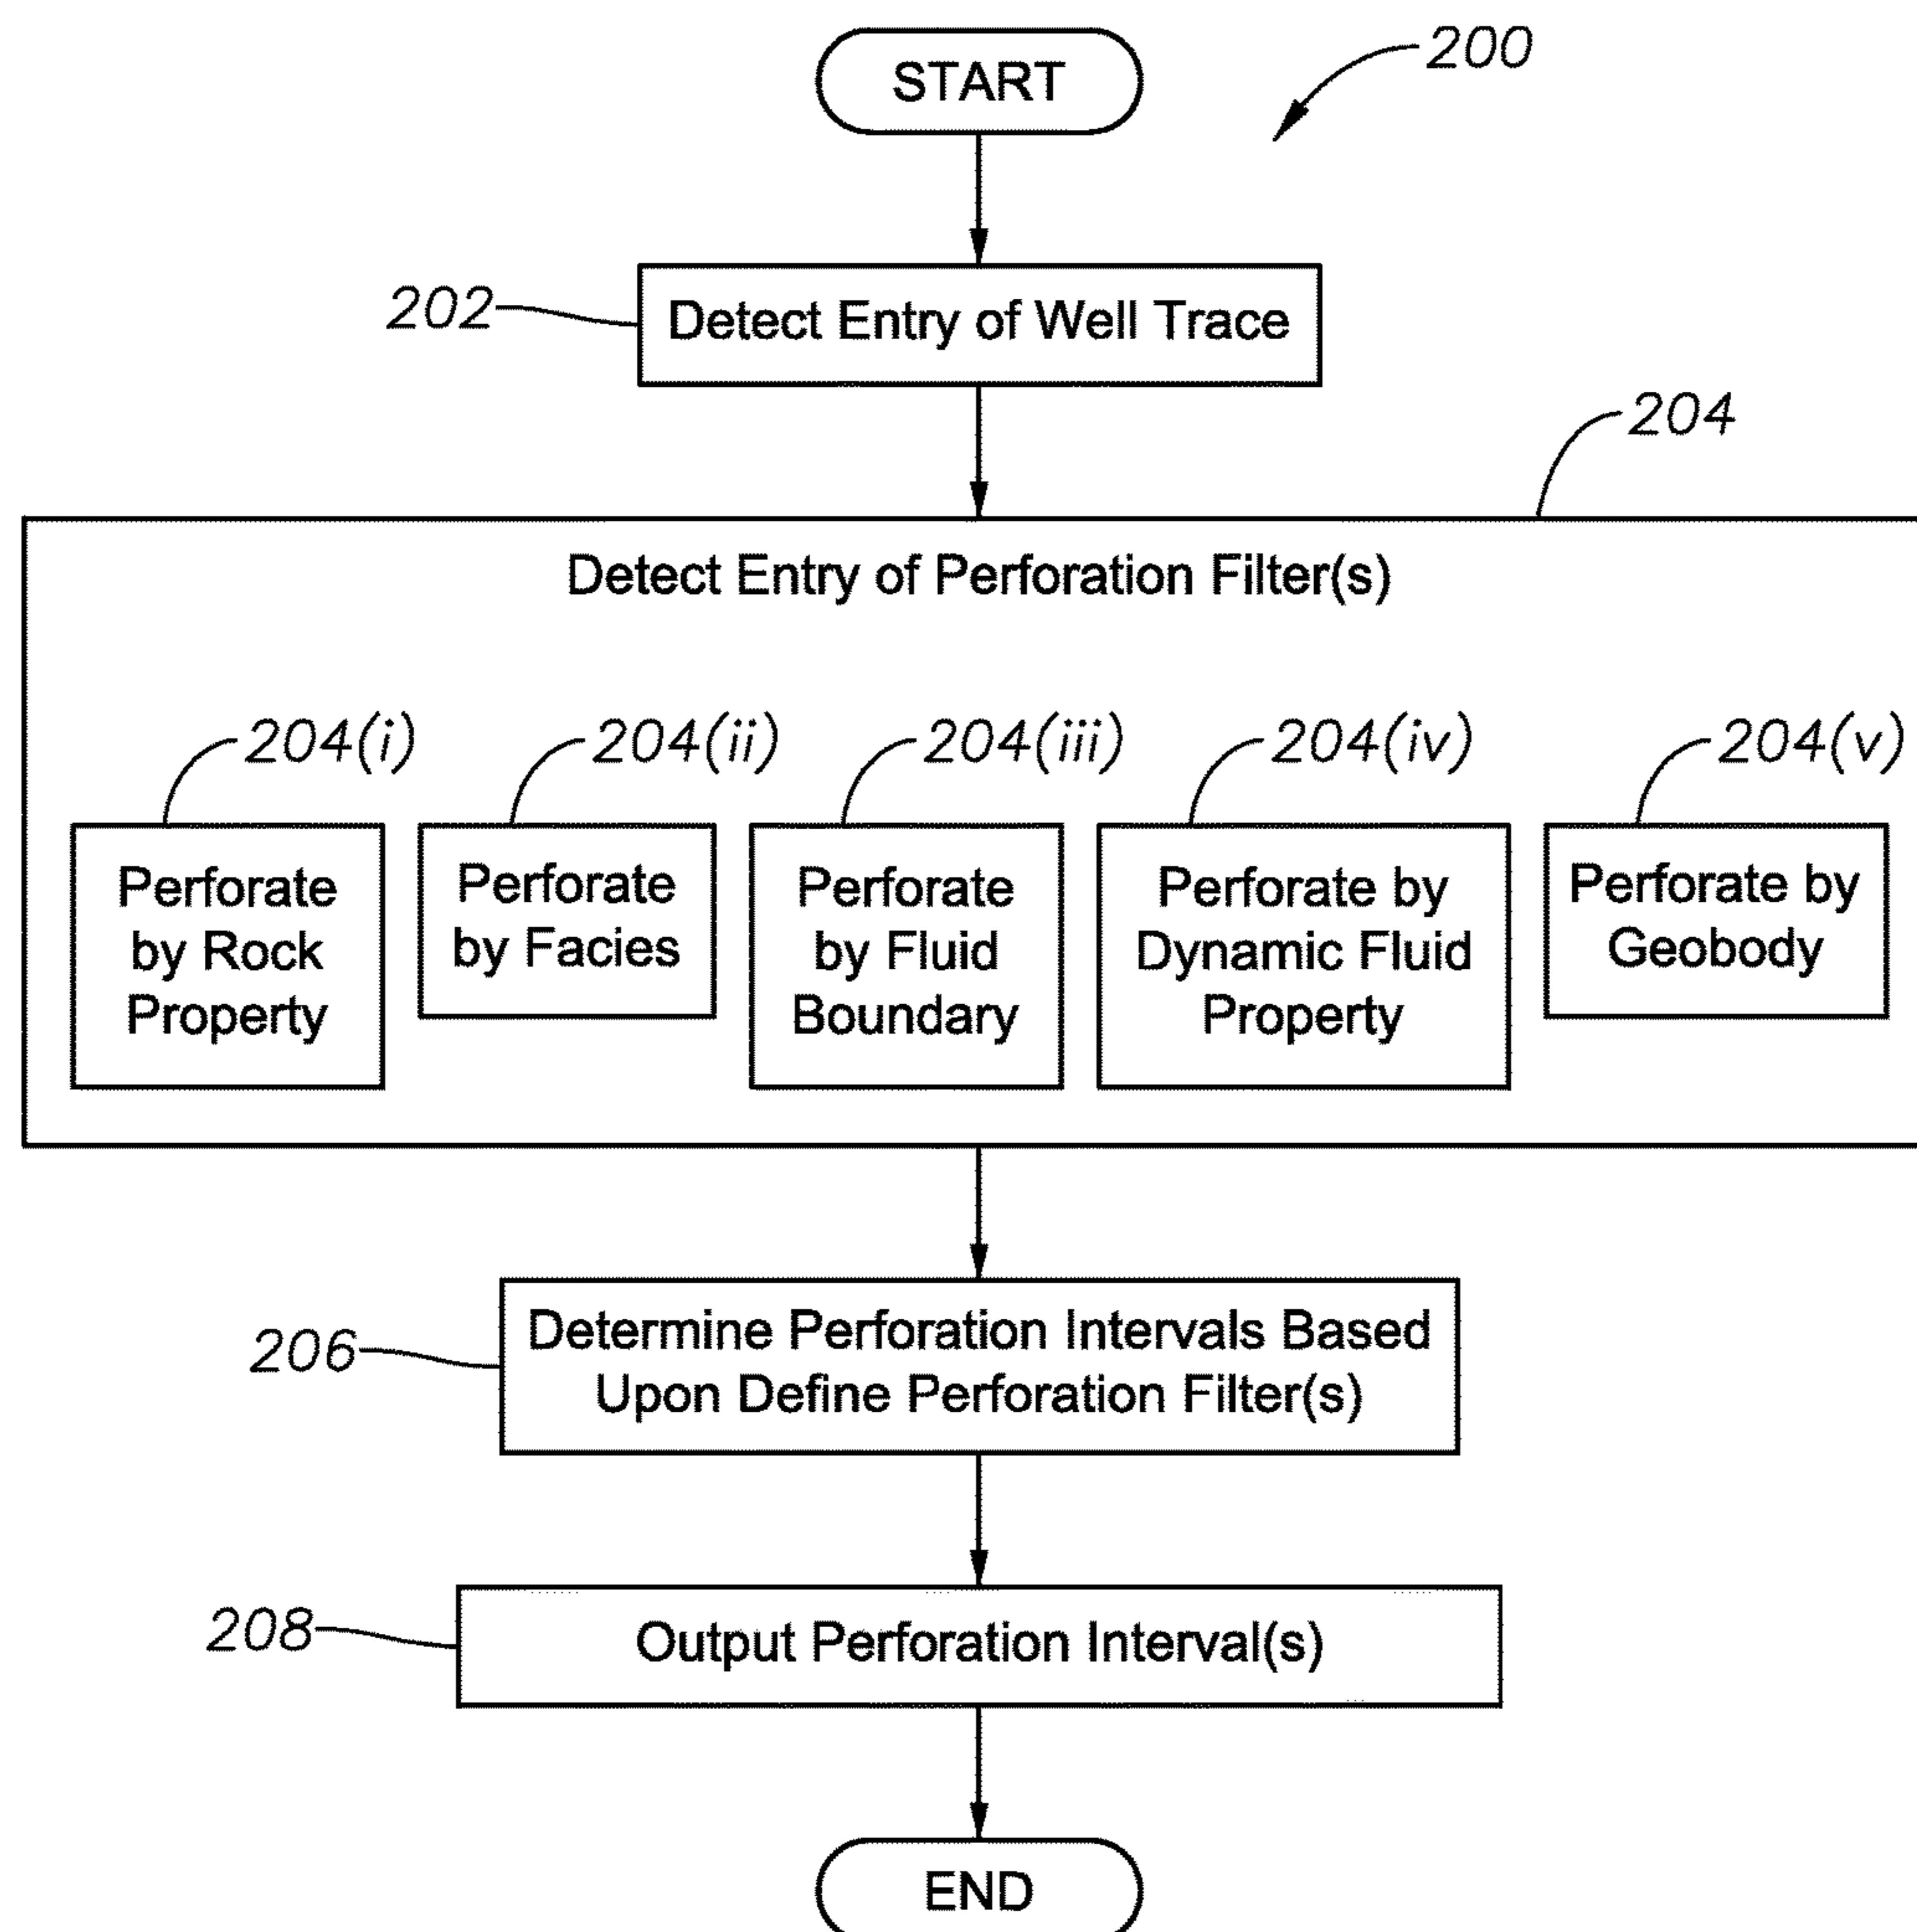 START
200
202
Detect Entry of Well Trace
204
Detect Entry of Perforation Filter(s)
204(i)
204(ii)
204(iii)
204(iv)
204(v)
Perforate
by Rock
Property
Perforate
by Facies
Perforate
by Fluid
Boundary
Perforate by
Dynamic Fluid
Property
Perforate by
Geobody
206
Determine Perforation Intervals Based
Upon Define Perforation Filter(s)
208
Output Perforation Interval(s)
END